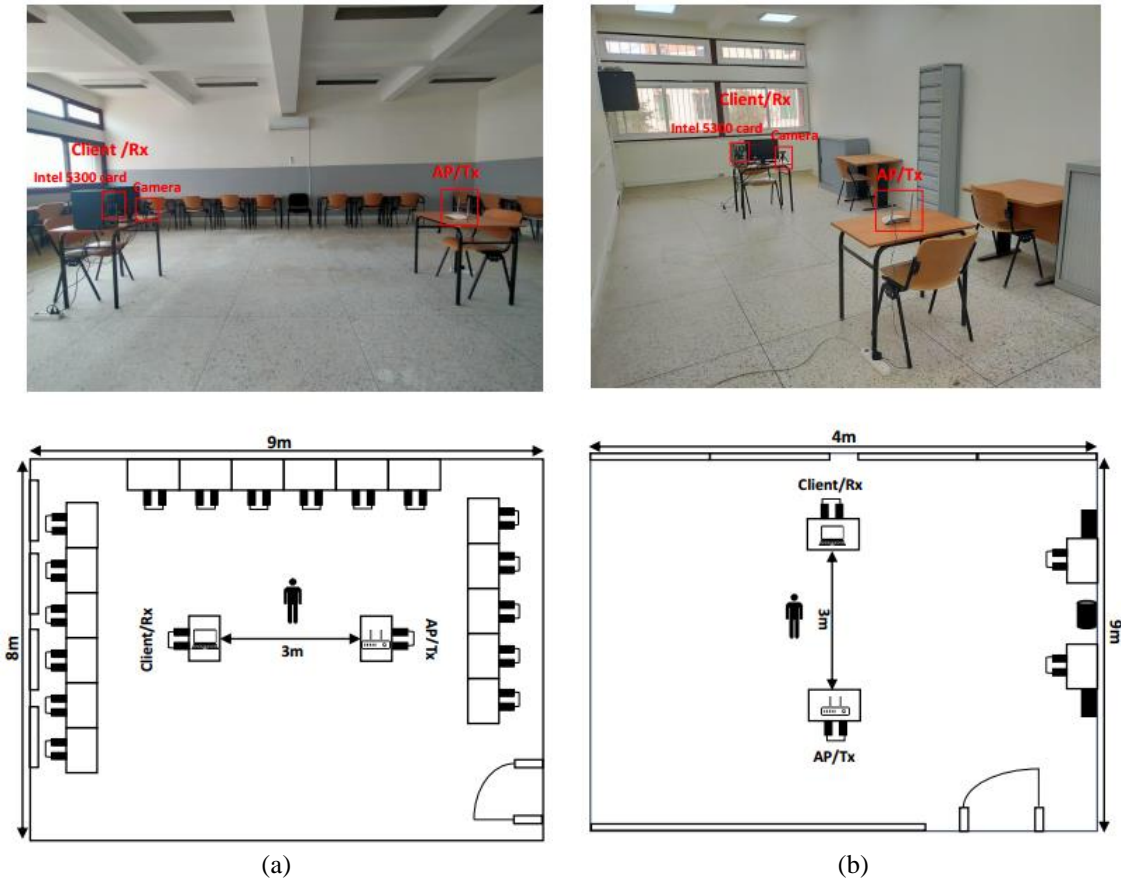 Client /Rx
Intel 5300 card
Camera
AP/Tx
Client/Rx
Intel 5300 card
Camera
AP/Tx
9m
8m
Client/Rx
3m
AP/Tx
4m
Client/Rx
3m
9m
AP/Tx
(a)
(b)